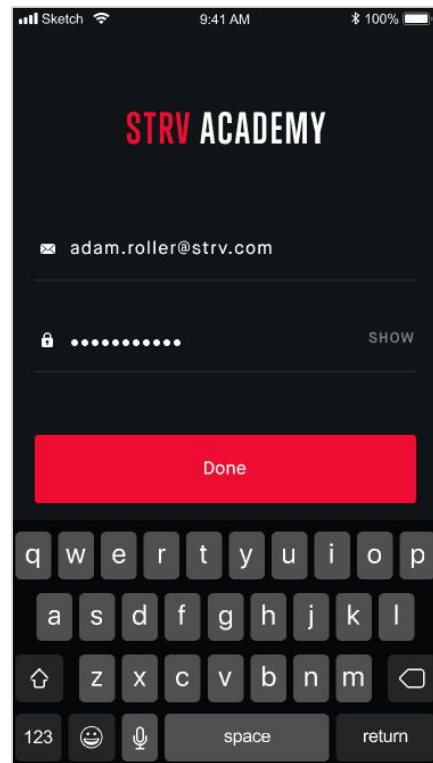 Sketch 9:41 AM 100%
STRV ACADEMY
adam.roller@strv.com
••••••••••• SHOW
Done
q w e r t y u i o p
a s d f g h j k l
z x c v b n m
123 space return